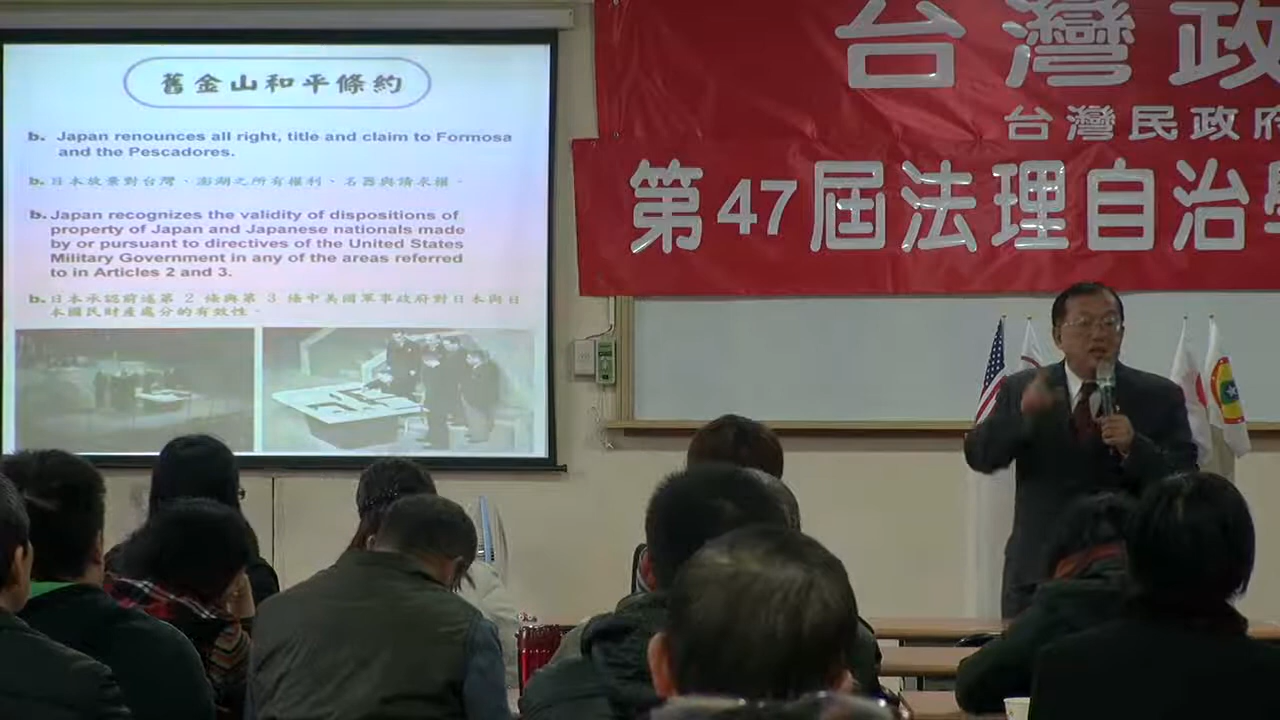 舊金山和平條約
b. Japan renounces all right, title and claim to Formosa
and the Pescadores.
b. 日本放棄對台灣、澎湖之所有權利、名器與請求權。
b. Japan recognizes the validity of dispositions of
property of Japan and Japanese nationals made
by or pursuant to directives of the United States
Military Government in any of the areas referred
to in Articles 2 and 3.
b. 日本承認前述第 2 條與第 3 條中美國軍事政府對日本與日
本國民財產處分的有效性。
台灣政
台灣民政府
第47屆法理自治學